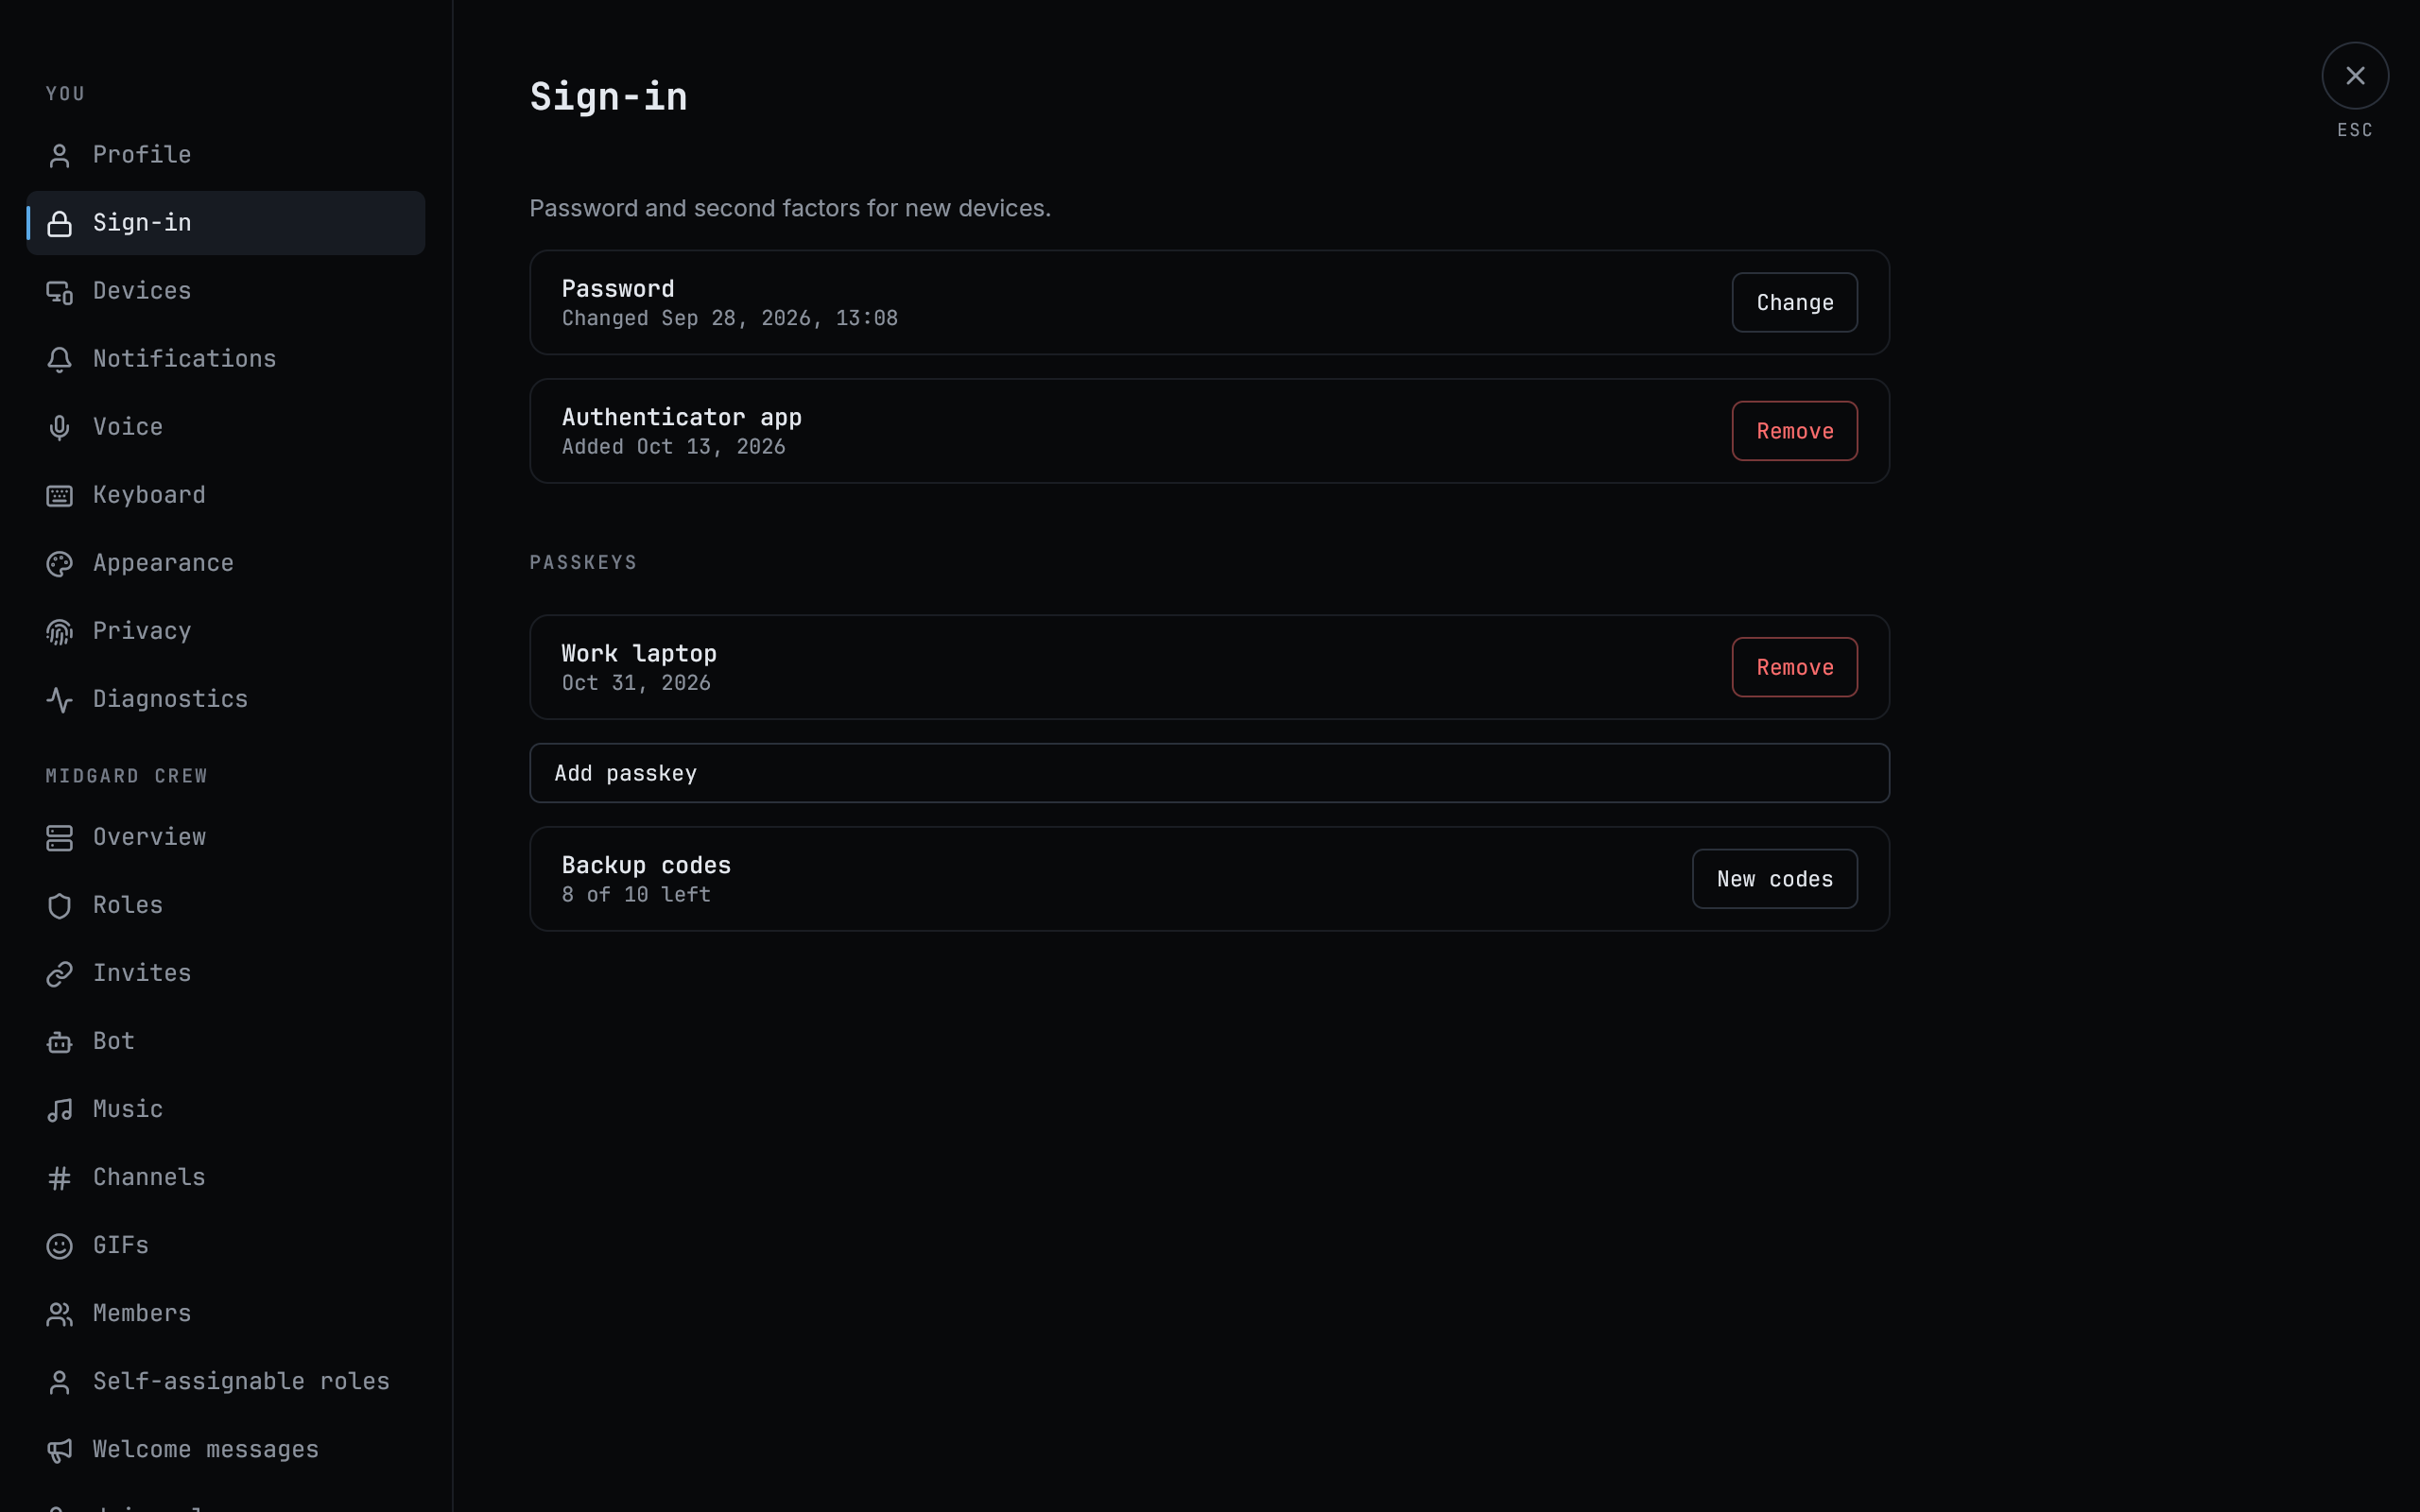 YOU
Profile
Sign-in
Devices
Notifications
Voice
Keyboard
Appearance
Privacy
Diagnostics
MIDGARD CREW
Overview
Roles
Invites
Bot
Music
Channels
GIFs
Members
Self-assignable roles
Welcome messages
Sign-in
ESC
Password and second factors for new devices.
Password
Changed Sep 28, 2026, 13:08
Change
Authenticator app
Added Oct 13, 2026
Remove
PASSKEYS
Work laptop
Oct 31, 2026
Remove
Add passkey
Backup codes
8 of 10 left
New codes